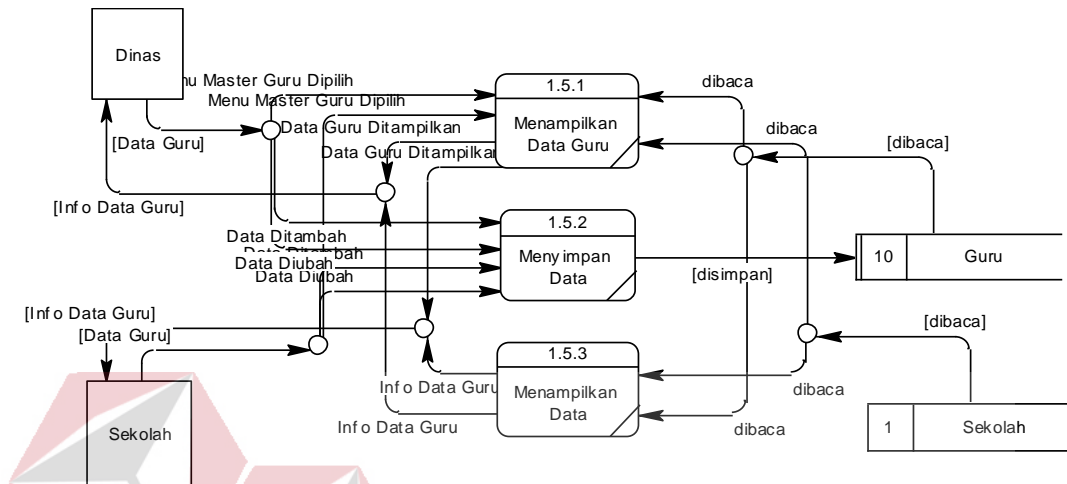 Dinas
Menu Master Guru Dipilih
Menu Master Guru Dipilih
[Data Guru]
Data Guru Ditampilkan
Data Guru Ditampilkan
[Info Data Guru]
1.5.1
Menampilkan
Data Guru
dibaca
dibaca
[dibaca]
1.5.2
Menyimpan
Data
Data Ditambah
Data Ditambah
Data Diubah
Data Diubah
[disimpan]
10
Guru
[Info Data Guru]
[Data Guru]
[dibaca]
1.5.3
Menampilkan
Data
Info Data Guru
Info Data Guru
dibaca
dibaca
1
Sekolah
Sekolah